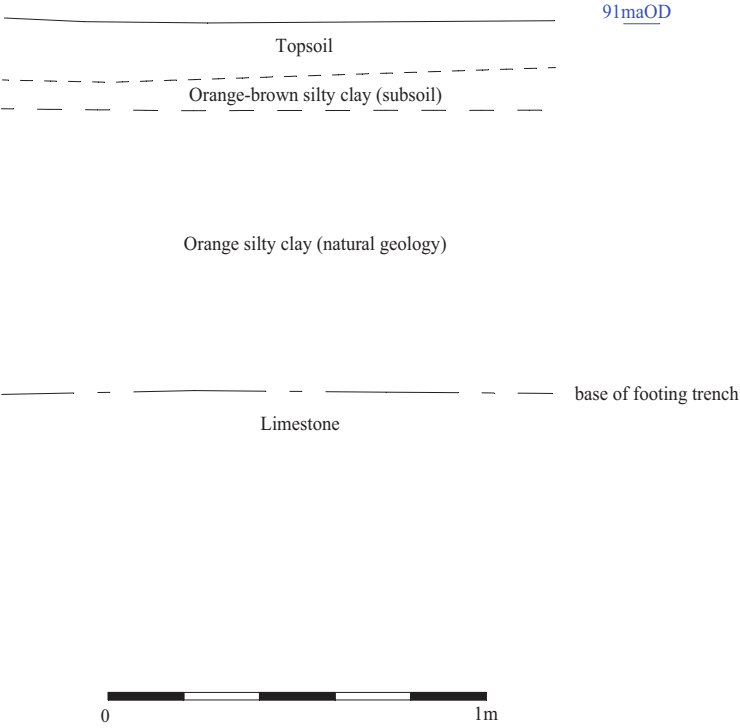 91maOD
Topsoil
Orange-brown silty clay (subsoil)
Orange silty clay (natural geology)
base of footing trench
Limestone
0 1m